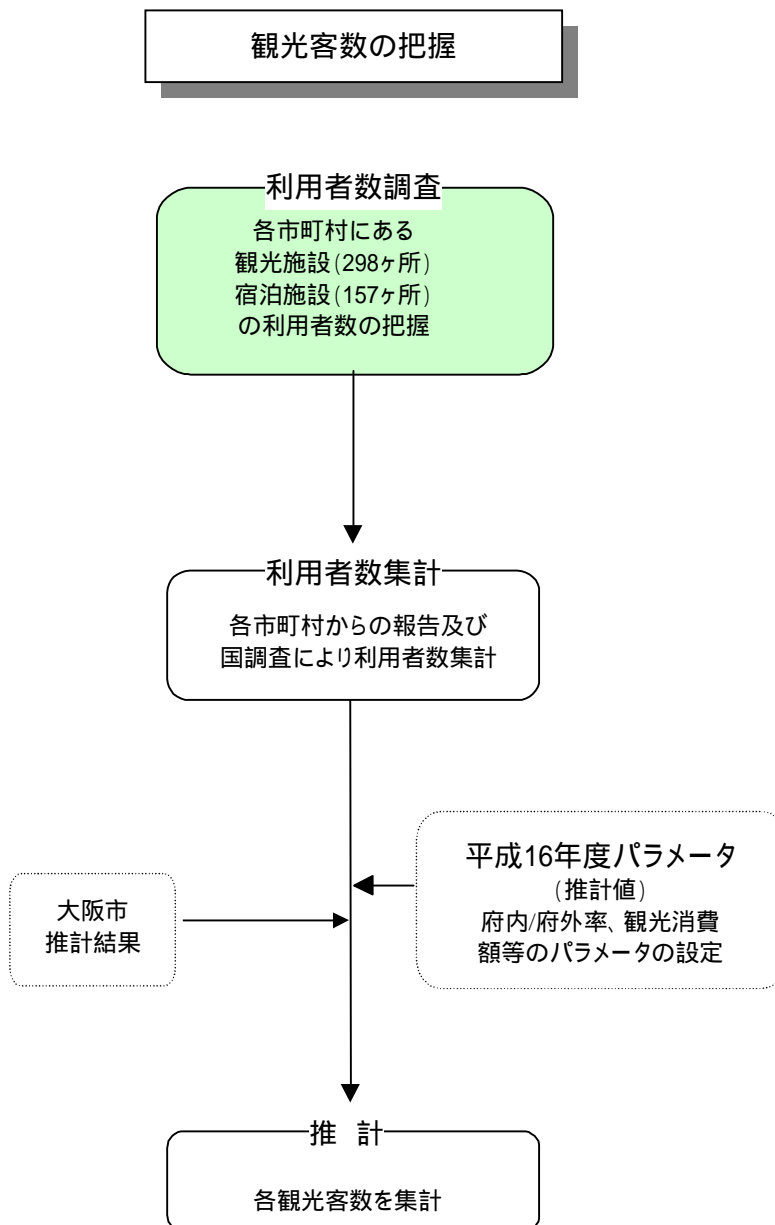 観光客数の把握
利用者数調査
各市町村にある
観光施設(298ヶ所)
宿泊施設(157ヶ所)
の利用者数の把握
利用者数集計
各市町村からの報告及び
国調査により利用者数集計
平成16年度パラメータ
(推計値)
府内/府外率、観光消費
額等のパラメータの設定
大阪市
推計結果
推 計
各観光客数を集計